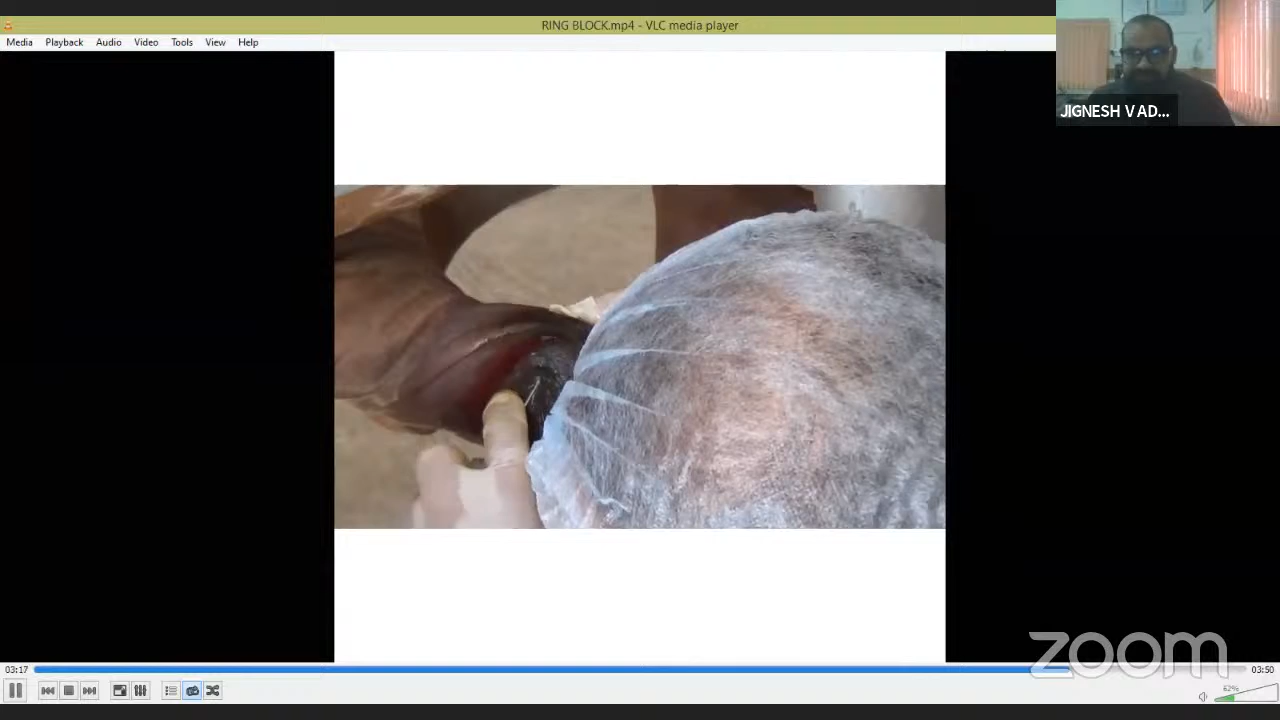 RING BLOCK.mp4 - VLC media player
Media Playback Audio Video Tools View Help
JIGNESH V AD...
03:17
03:50
62%
zoom